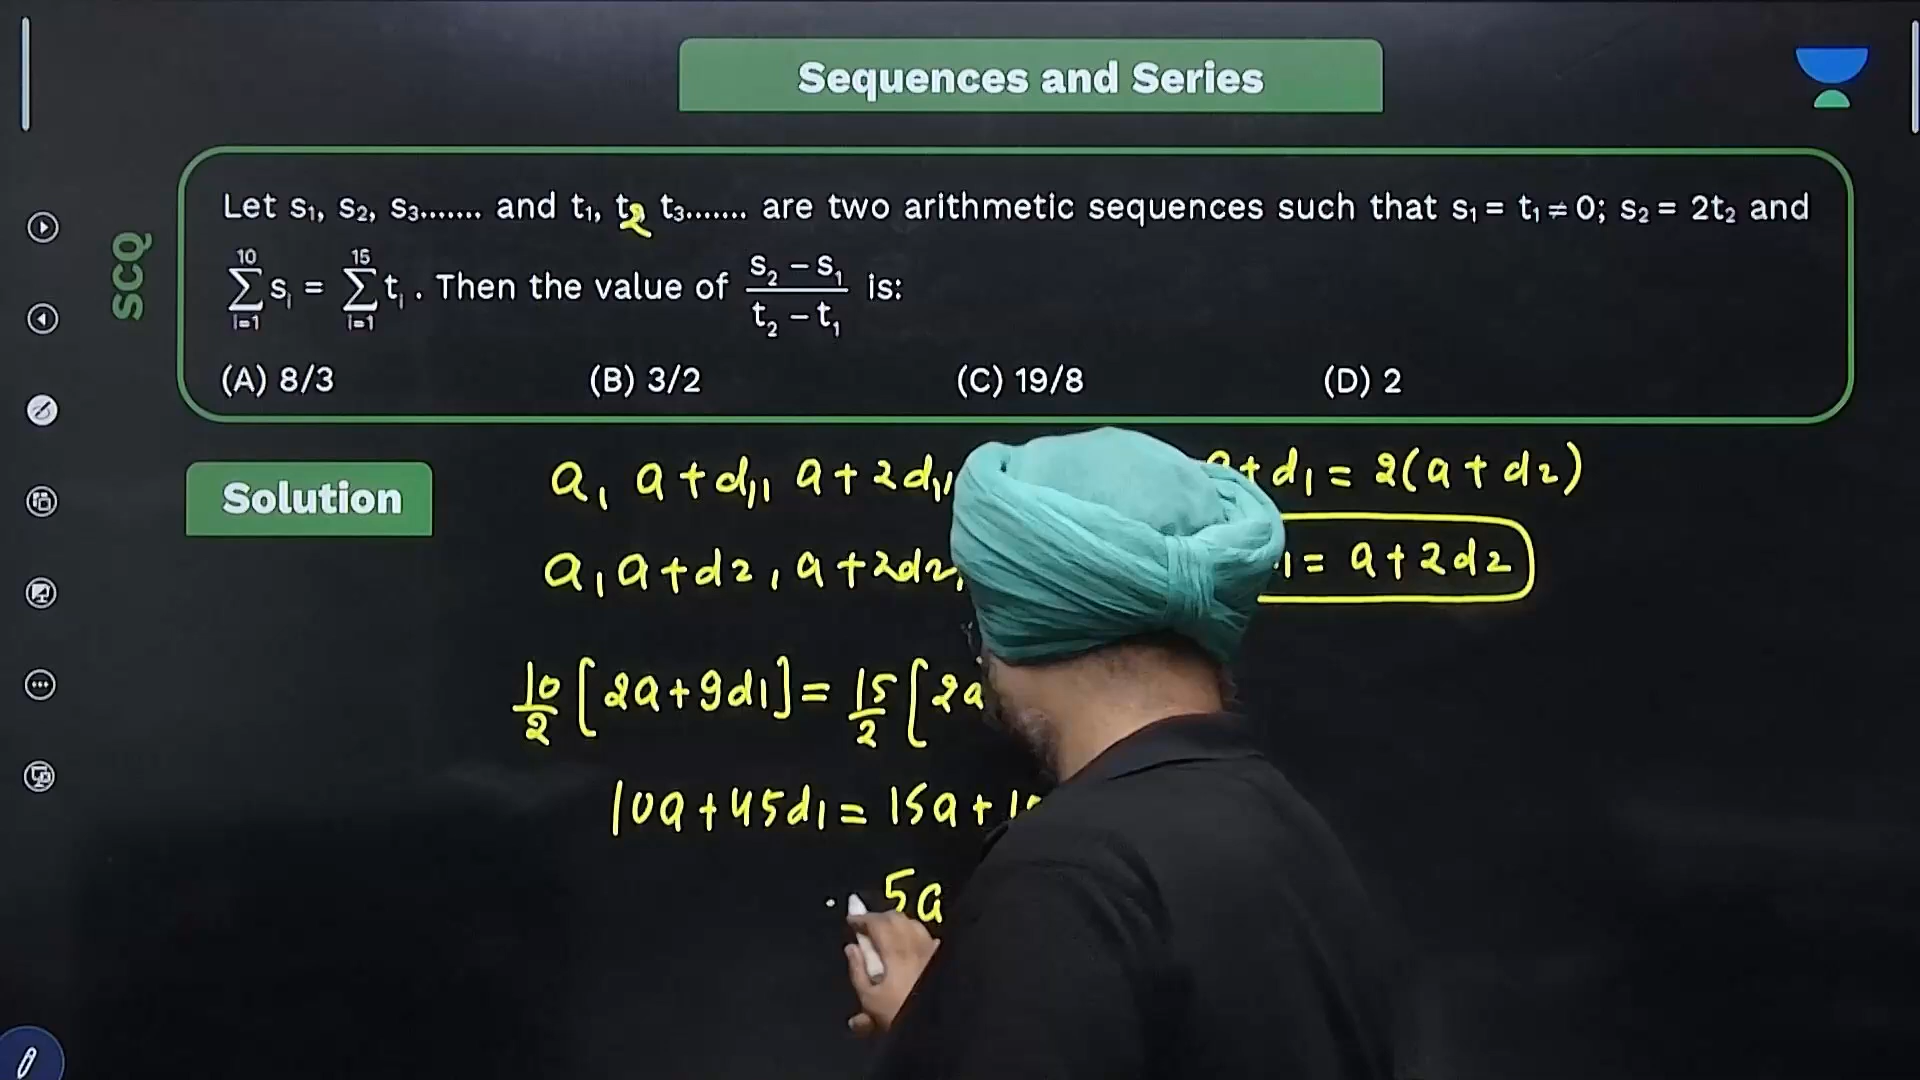 Sequences and Series
SCQ
Let s₁, s₂, s₃....... and t₁, t₂, t₃....... are two arithmetic sequences such that s₁ = t₁ ≠ 0; s₂ = 2t₂ and
∑_{i=1}^{10} s_i = ∑_{i=1}^{15} t_i . Then the value of (s₂ – s₁)/(t₂ – t₁) is:
(A) 8/3 (B) 3/2 (C) 19/8 (D) 2
Solution
a, a+d₁, a+2d₁, a+d₁ = 2(a+d₂)
a, a+d₂, a+2d₂, = a+2d₂
10/2 [2a+9d₁] = 15/2 [2a
10a+45d₁ = 15a+
5a